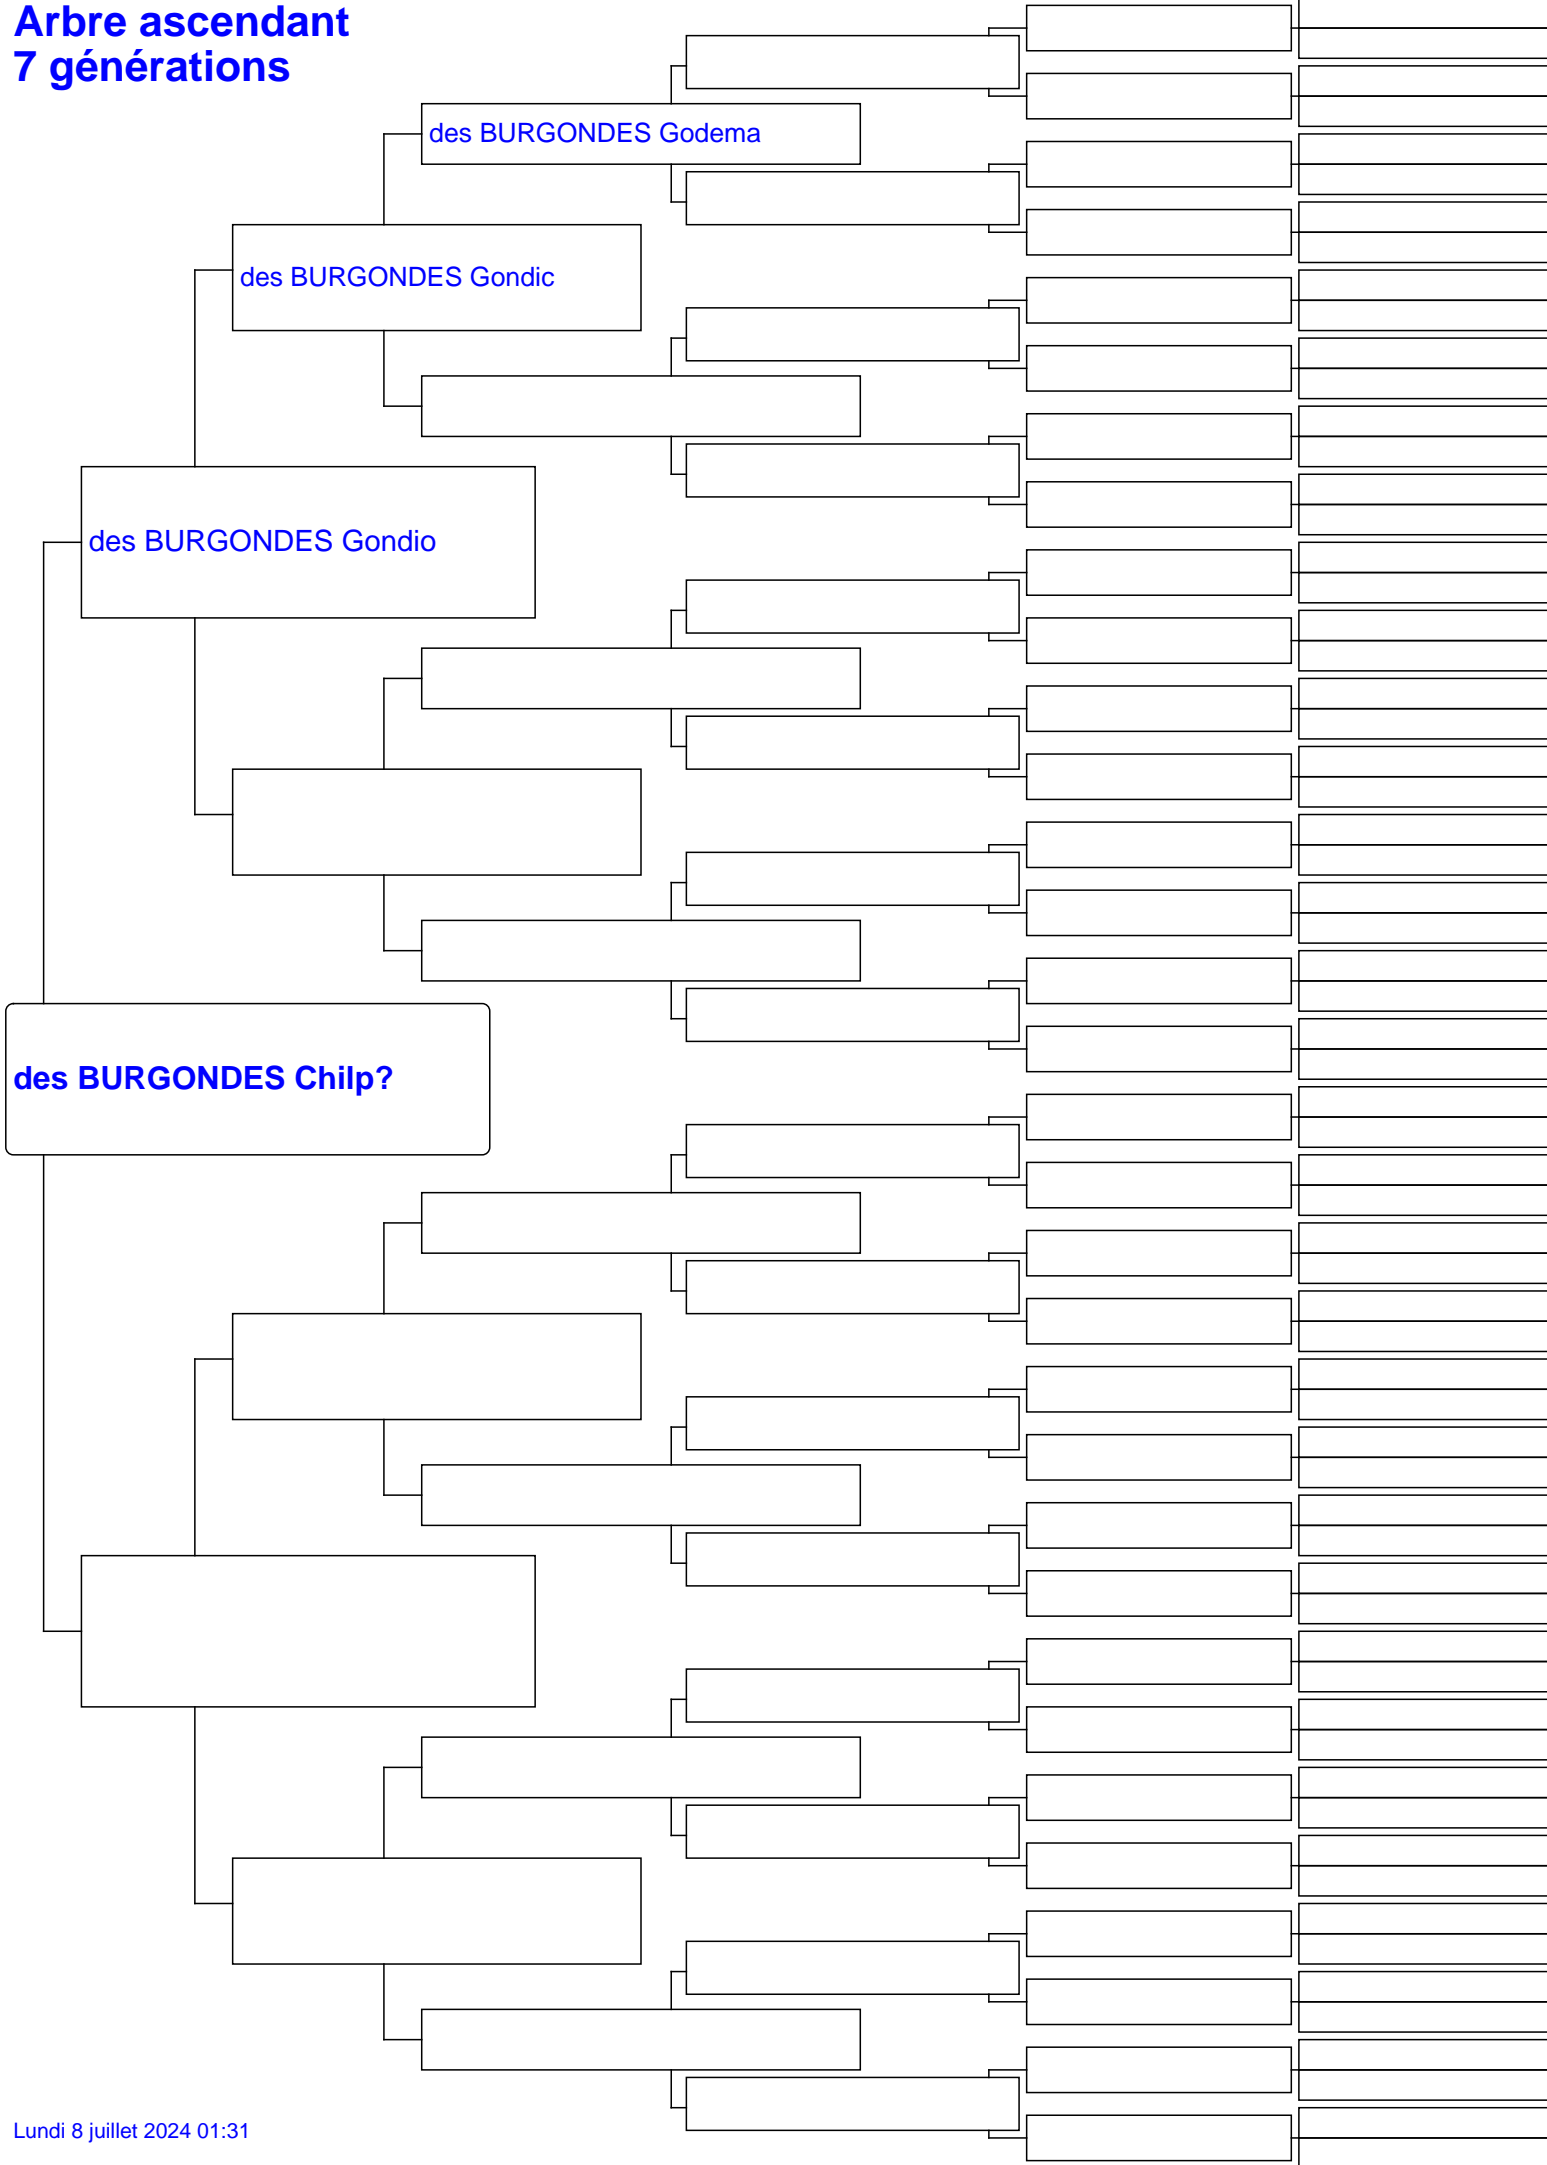 Arbre ascendant
7 générations
des BURGONDES Godema
des BURGONDES Gondic
des BURGONDES Gondio
des BURGONDES Chilp?
Lundi 8 juillet 2024 01:31